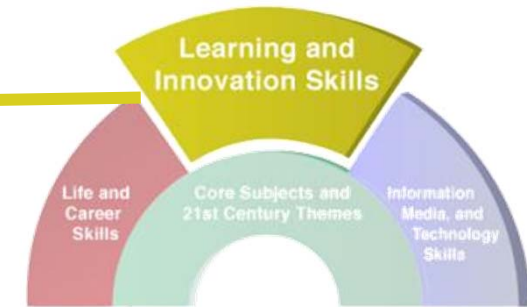 Learning and
Innovation Skills
Life and
Career
Skills
Core Subjects and
21st Century Themes
Information
Media, and
Technology
Skills